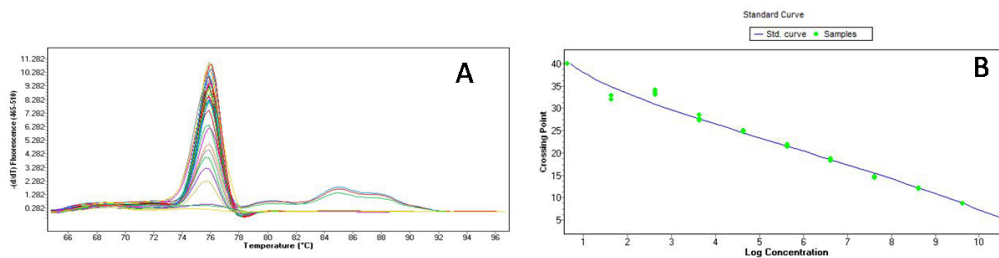 A
11.282
10.282
9.282
8.282
7.282
6.282
5.282
4.282
3.282
2.282
1.282
0.282
-(d/dT) Fluorescence (465-510)
66 68 70 72 74 76 78 80 82 84 86 88 90 92 94 96
Temperature (°C)
Standard Curve
Std. curve Samples
B
40
35
30
25
20
15
10
5
Crossing Point
1 2 3 4 5 6 7 8 9 10
Log Concentration